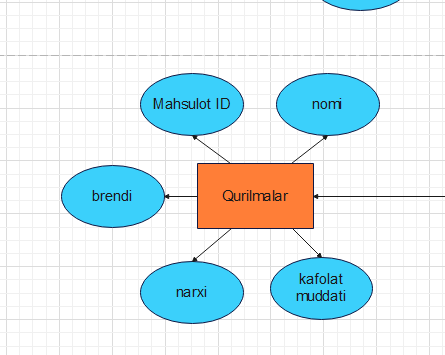 Mahsulot ID
nomi
brendi
Qurilmalar
narxi
kafolat
muddati